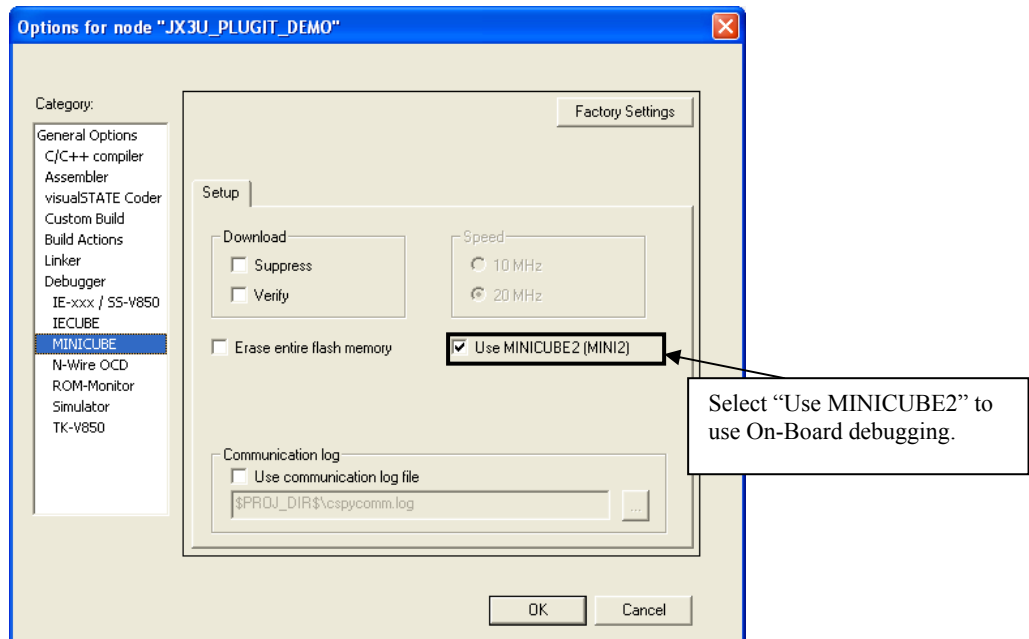 Options for node "JX3U_PLUGIT_DEMO"
Category:
General Options
C/C++ compiler
Assembler
visualSTATE Coder
Custom Build
Build Actions
Linker
Debugger
IE-xxx / SS-V850
IECUBE
MINICUBE
N-Wire OCD
ROM-Monitor
Simulator
TK-V850
Factory Settings
Setup
Download
Suppress
Verify
Speed
10 MHz
20 MHz
Erase entire flash memory
Use MINICUBE2 (MINI2)
Select “Use MINICUBE2” to
use On-Board debugging.
Communication log
Use communication log file
$PROJ_DIR$\cspycomm.log
...
OK
Cancel